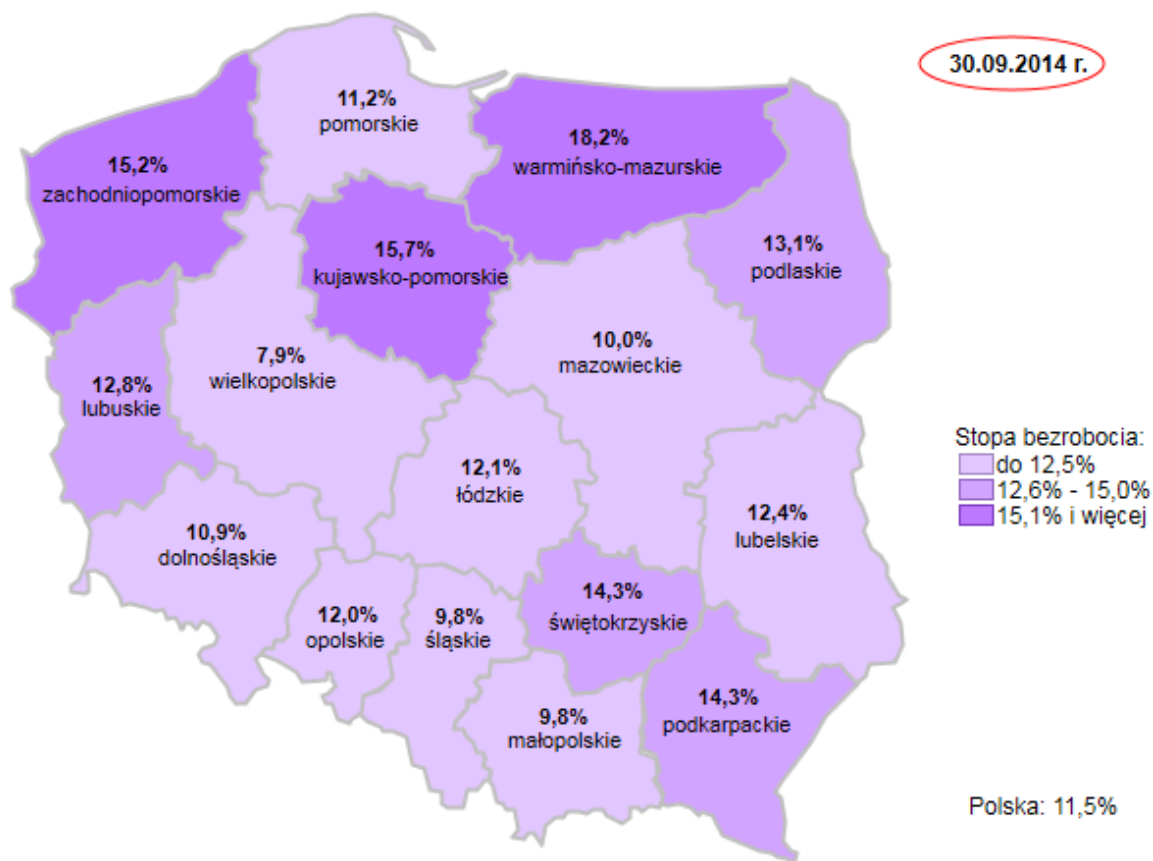 30.09.2014 r.
11,2%
pomorskie
18,2%
warmińsko-mazurskie
15,2%
zachodniopomorskie
15,7%
kujawsko-pomorskie
13,1%
podlaskie
10,0%
mazowieckie
7,9%
wielkopolskie
12,8%
lubuskie
12,1%
łódzkie
12,4%
lubelskie
10,9%
dolnośląskie
12,0%
opolskie
9,8%
śląskie
14,3%
świętokrzyskie
14,3%
podkarpackie
9,8%
małopolskie
Stopa bezrobocia:
do 12,5%
12,6% - 15,0%
15,1% i więcej
Polska: 11,5%